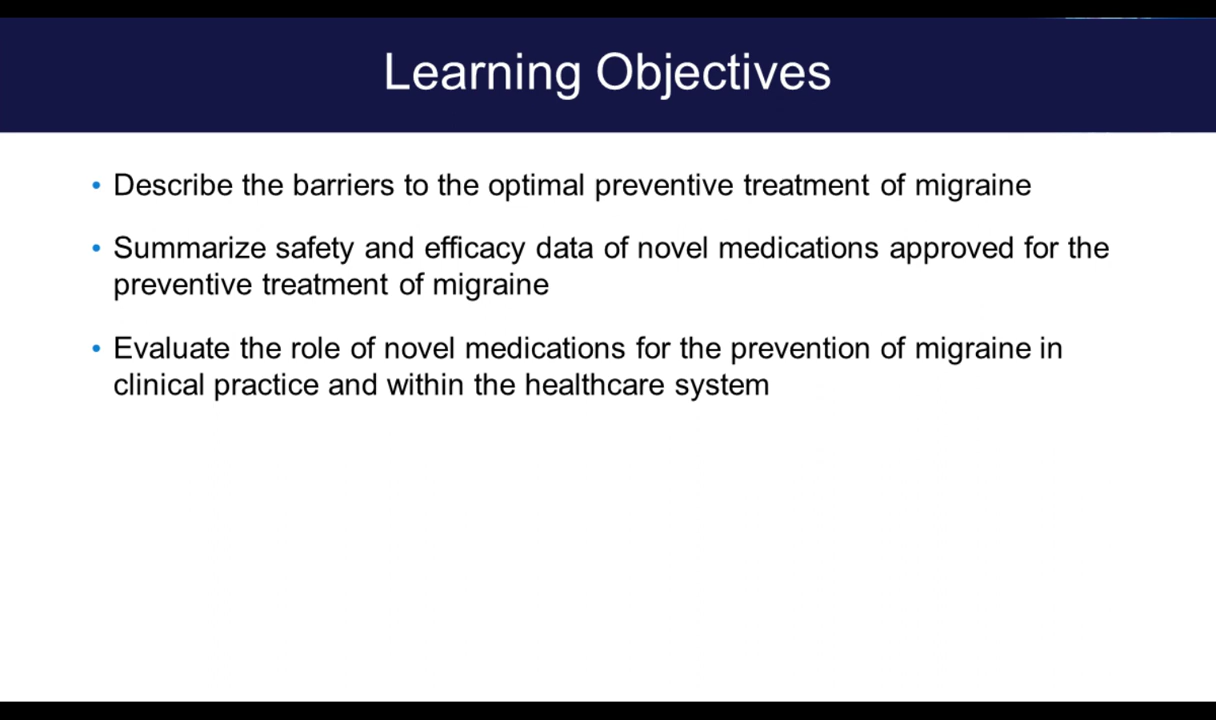 Learning Objectives
• Describe the barriers to the optimal preventive treatment of migraine
• Summarize safety and efficacy data of novel medications approved for the
preventive treatment of migraine
• Evaluate the role of novel medications for the prevention of migraine in
clinical practice and within the healthcare system